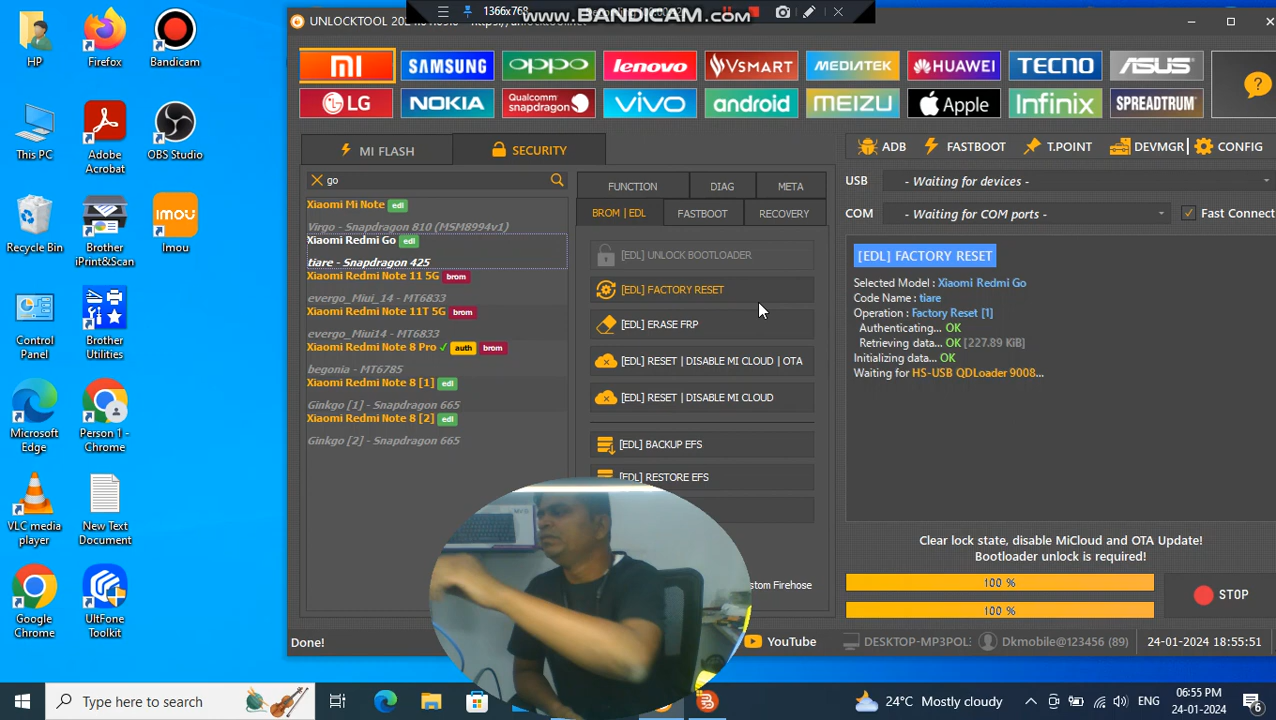 1366x768
www.BANDICAM.com
UNLOCKTOOL 202
HP
Firefox
Bandicam
This PC
Adobe Acrobat
OBS Studio
Recycle Bin
Brother iPrint&Scan
Imou
Control Panel
Brother Utilities
Microsoft Edge
Person 1 - Chrome
VLC media player
New Text Document
Google Chrome
UltFone Toolkit
MI SAMSUNG OPPO lenovo VSMART MEDIATEK HUAWEI TECNO ASUS
LG NOKIA Qualcomm snapdragon vivo android MEIZU Apple Infinix SPREADTRUM
MI FLASH
SECURITY
go
Xiaomi Mi Note edl
Virgo - Snapdragon 810 (MSM8994v1)
Xiaomi Redmi Go edl
tiare - Snapdragon 425
Xiaomi Redmi Note 11 5G brom
evergo_Miui_14 - MT6833
Xiaomi Redmi Note 11T 5G brom
evergo_Miui14 - MT6833
Xiaomi Redmi Note 8 Pro ✓ auth brom
begonia - MT6785
Xiaomi Redmi Note 8 [1] edl
Ginkgo [1] - Snapdragon 665
Xiaomi Redmi Note 8 [2] edl
Ginkgo [2] - Snapdragon 665
FUNCTION DIAG META
BROM | EDL FASTBOOT RECOVERY
[EDL] UNLOCK BOOTLOADER
[EDL] FACTORY RESET
[EDL] ERASE FRP
[EDL] RESET | DISABLE MI CLOUD | OTA
[EDL] RESET | DISABLE MI CLOUD
[EDL] BACKUP EFS
[EDL] RESTORE EFS
stom Firehose
ADB FASTBOOT T.POINT DEVMGR CONFIG
USB - Waiting for devices -
COM - Waiting for COM ports - Fast Connect
[EDL] FACTORY RESET
Selected Model : Xiaomi Redmi Go
Code Name : tiare
Operation : Factory Reset [1]
Authenticating... OK
Retrieving data... OK [227.89 KiB]
Initializing data... OK
Waiting for HS-USB QDLoader 9008...
Clear lock state, disable MiCloud and OTA Update!
Bootloader unlock is required!
100 %
100 %
STOP
Done!
YouTube
DESKTOP-MP3POL
Dkmobile@123456 (89)
24-01-2024 18:55:51
Type here to search
24°C Mostly cloudy
ENG
06:55 PM
24-01-2024
6